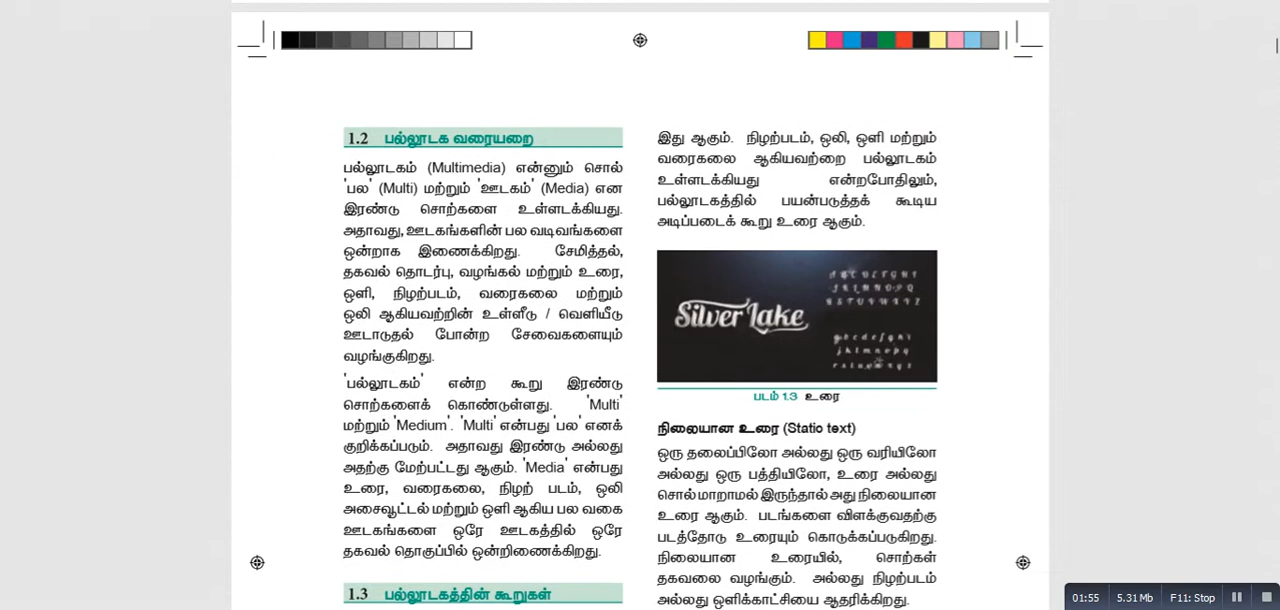 1.2 பல்லூடக வரையறை
பல்லூடகம் (Multimedia) என்னும் சொல்
'பல' (Multi) மற்றும் 'ஊடகம்' (Media) என
இரண்டு சொற்களை உள்ளடக்கியது.
அதாவது, ஊடகங்களின் பல வடிவங்களை
ஒன்றாக இணைக்கிறது. சேமித்தல்,
தகவல் தொடர்பு, வழங்கல் மற்றும் உரை,
ஒளி, நிழற்படம், வரைகலை மற்றும்
ஒலி ஆகியவற்றின் உள்ளீடு / வெளியீடு
ஊடாடுதல் போன்ற சேவைகளையும்
வழங்குகிறது.
'பல்லூடகம்' என்ற கூறு இரண்டு
சொற்களைக் கொண்டுள்ளது. 'Multi'
மற்றும் 'Medium'. 'Multi' என்பது 'பல' எனக்
குறிக்கப்படும். அதாவது இரண்டு அல்லது
அதற்கு மேற்பட்டது ஆகும். 'Media' என்பது
உரை, வரைகலை, நிழற் படம், ஒலி
அசைவூட்டல் மற்றும் ஒளி ஆகிய பல வகை
ஊடகங்களை ஒரே ஊடகத்தில் ஒரே
தகவல் தொகுப்பில் ஒன்றிணைக்கிறது.
1.3 பல்லூடகத்தின் கூறுகள்
இது ஆகும். நிழற்படம், ஒலி, ஒளி மற்றும்
வரைகலை ஆகியவற்றை பல்லூடகம்
உள்ளடக்கியது என்றபோதிலும்,
பல்லூடகத்தில் பயன்படுத்தக் கூடிய
அடிப்படைக் கூறு உரை ஆகும்.
Silver Lake
படம் 1.3 உரை
நிலையான உரை (Statio text)
ஒரு தலைப்பிலோ அல்லது ஒரு வரியிலோ
அல்லது ஒரு பத்தியிலோ, உரை அல்லது
சொல் மாறாமல் இருந்தால் அது நிலையான
உரை ஆகும். படங்களை விளக்குவதற்கு
படத்தோடு உரையும் கொடுக்கப்படுகிறது.
நிலையான உரையில், சொற்கள்
தகவலை வழங்கும். அல்லது நிழற்படம்
அல்லது ஒளிக்காட்சியை ஆதரிக்கிறது.
01:55 5.31 Mb F11: Stop